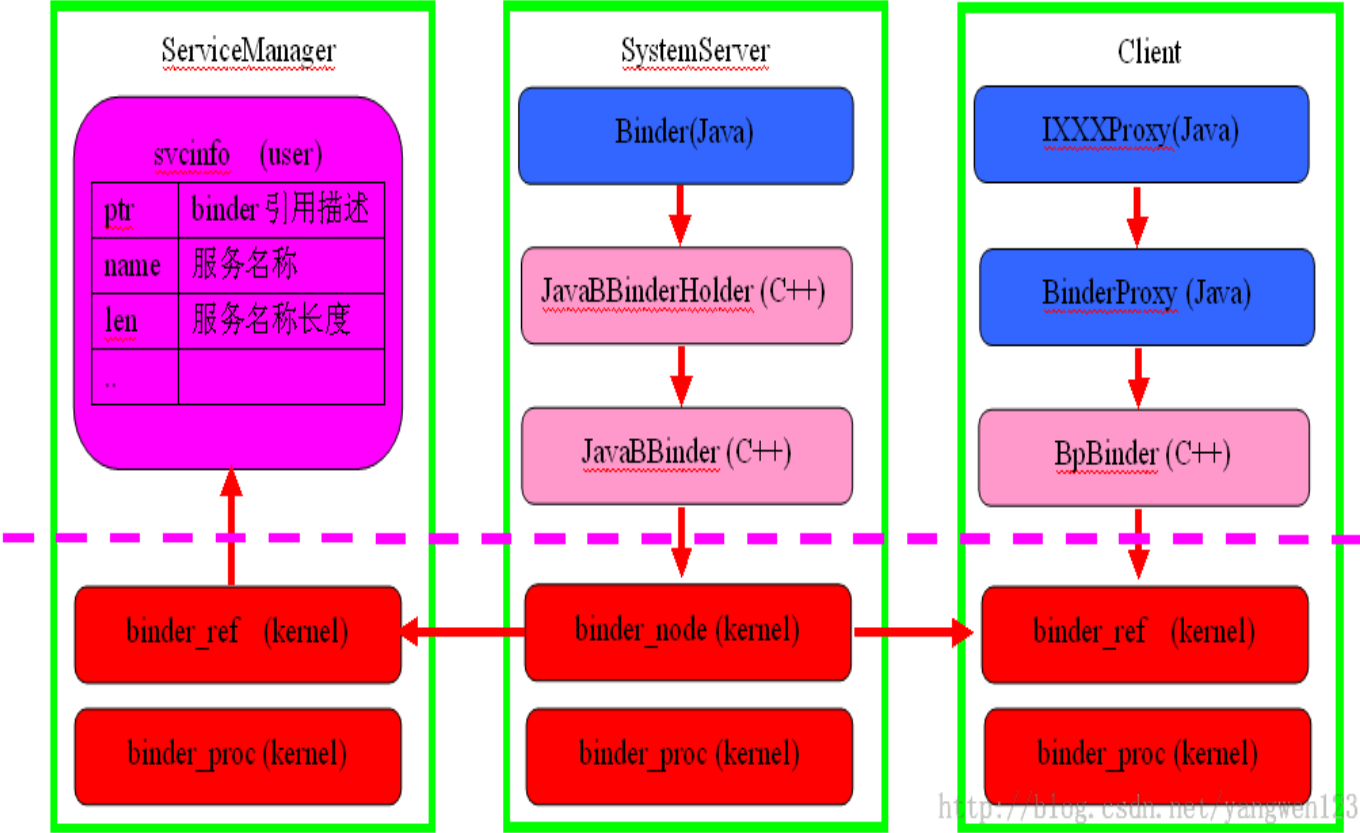 ServiceManager
svcinfo (user)
ptr binder 引用描述
name 服务名称
len 服务名称长度
..
binder_ref (kernel)
binder_proc (kernel)
SystemServer
Binder(Java)
JavaBBinderHolder (C++)
JavaBBinder (C++)
binder_node (kernel)
binder_proc (kernel)
Client
IXXXProxy(Java)
BinderProxy (Java)
BpBinder (C++)
binder_ref (kernel)
binder_proc (kernel)
http://blog.csdn.net/yangwen123